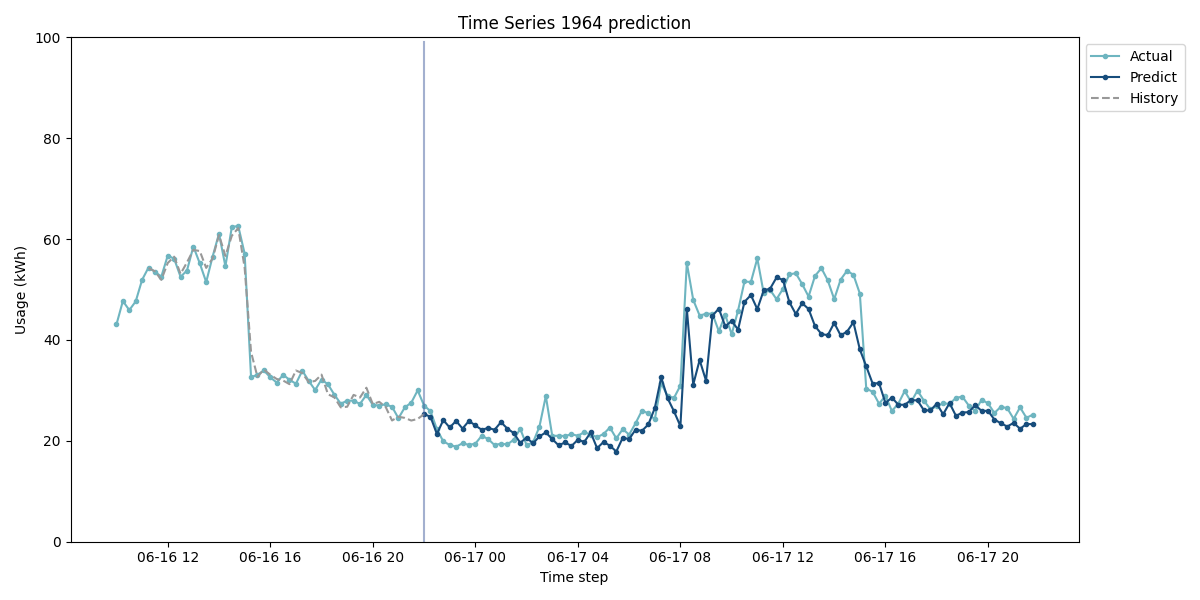 Time Series 1964 prediction
Actual
Predict
History
Usage (kWh)
100
80
60
40
20
0
06-16 12
06-16 16
06-16 20
06-17 00
06-17 04
06-17 08
06-17 12
06-17 16
06-17 20
Time step